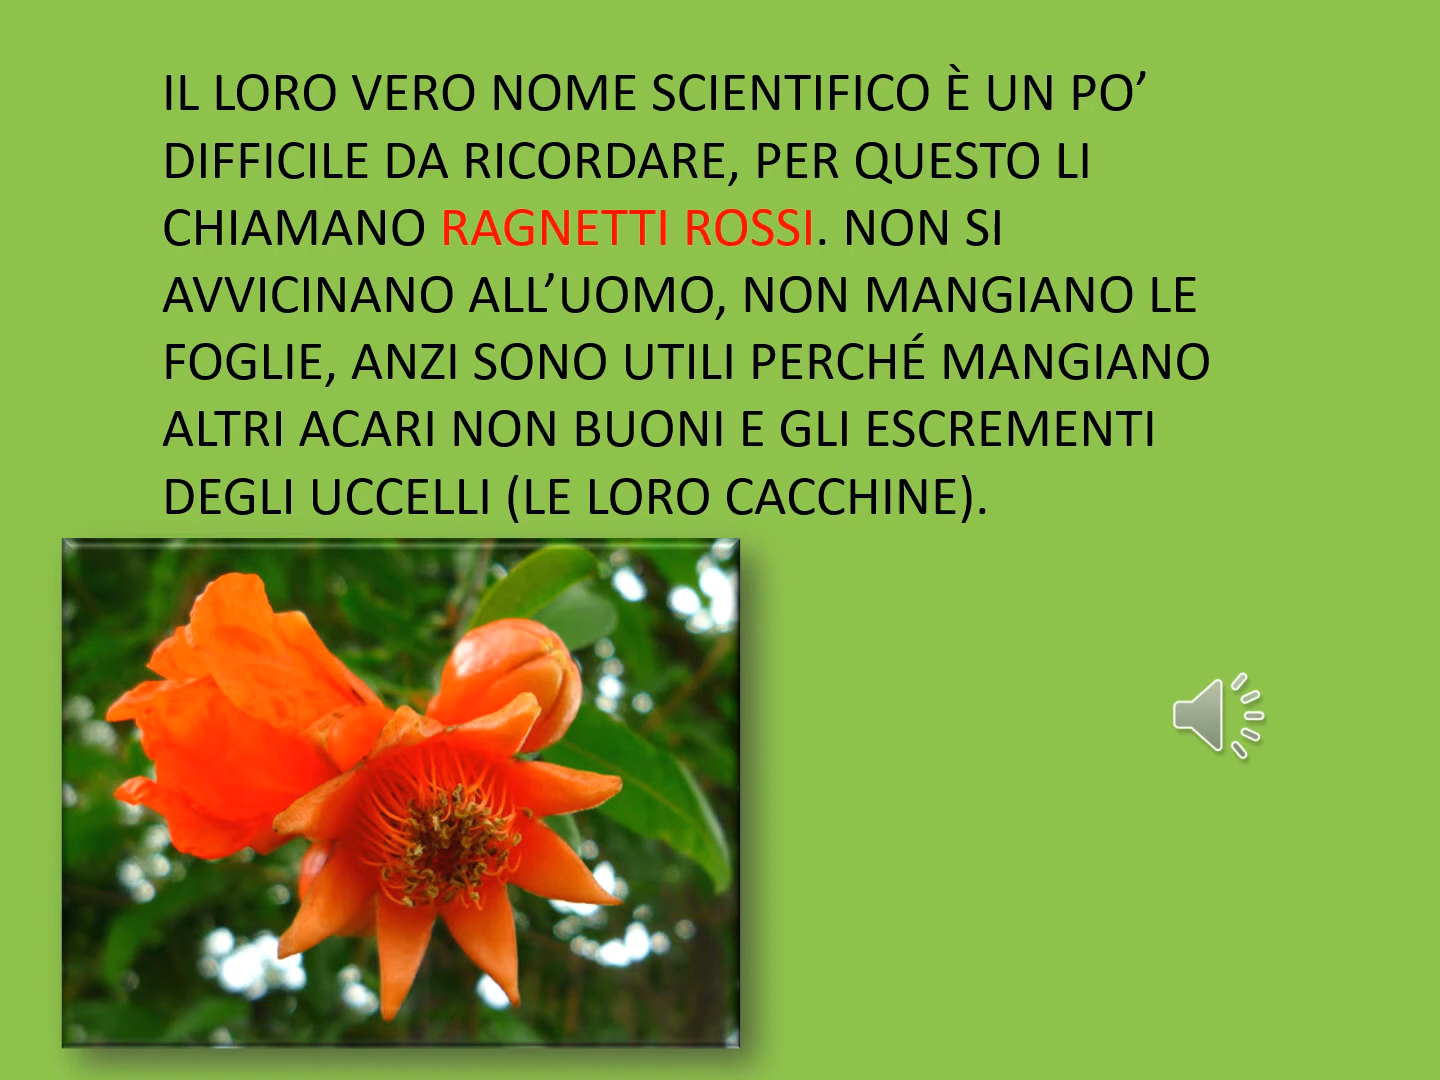 IL LORO VERO NOME SCIENTIFICO È UN PO’
DIFFICILE DA RICORDARE, PER QUESTO LI
CHIAMANO RAGNETTI ROSSI. NON SI
AVVICINANO ALL’UOMO, NON MANGIANO LE
FOGLIE, ANZI SONO UTILI PERCHÉ MANGIANO
ALTRI ACARI NON BUONI E GLI ESCREMENTI
DEGLI UCCELLI (LE LORO CACCHINE).